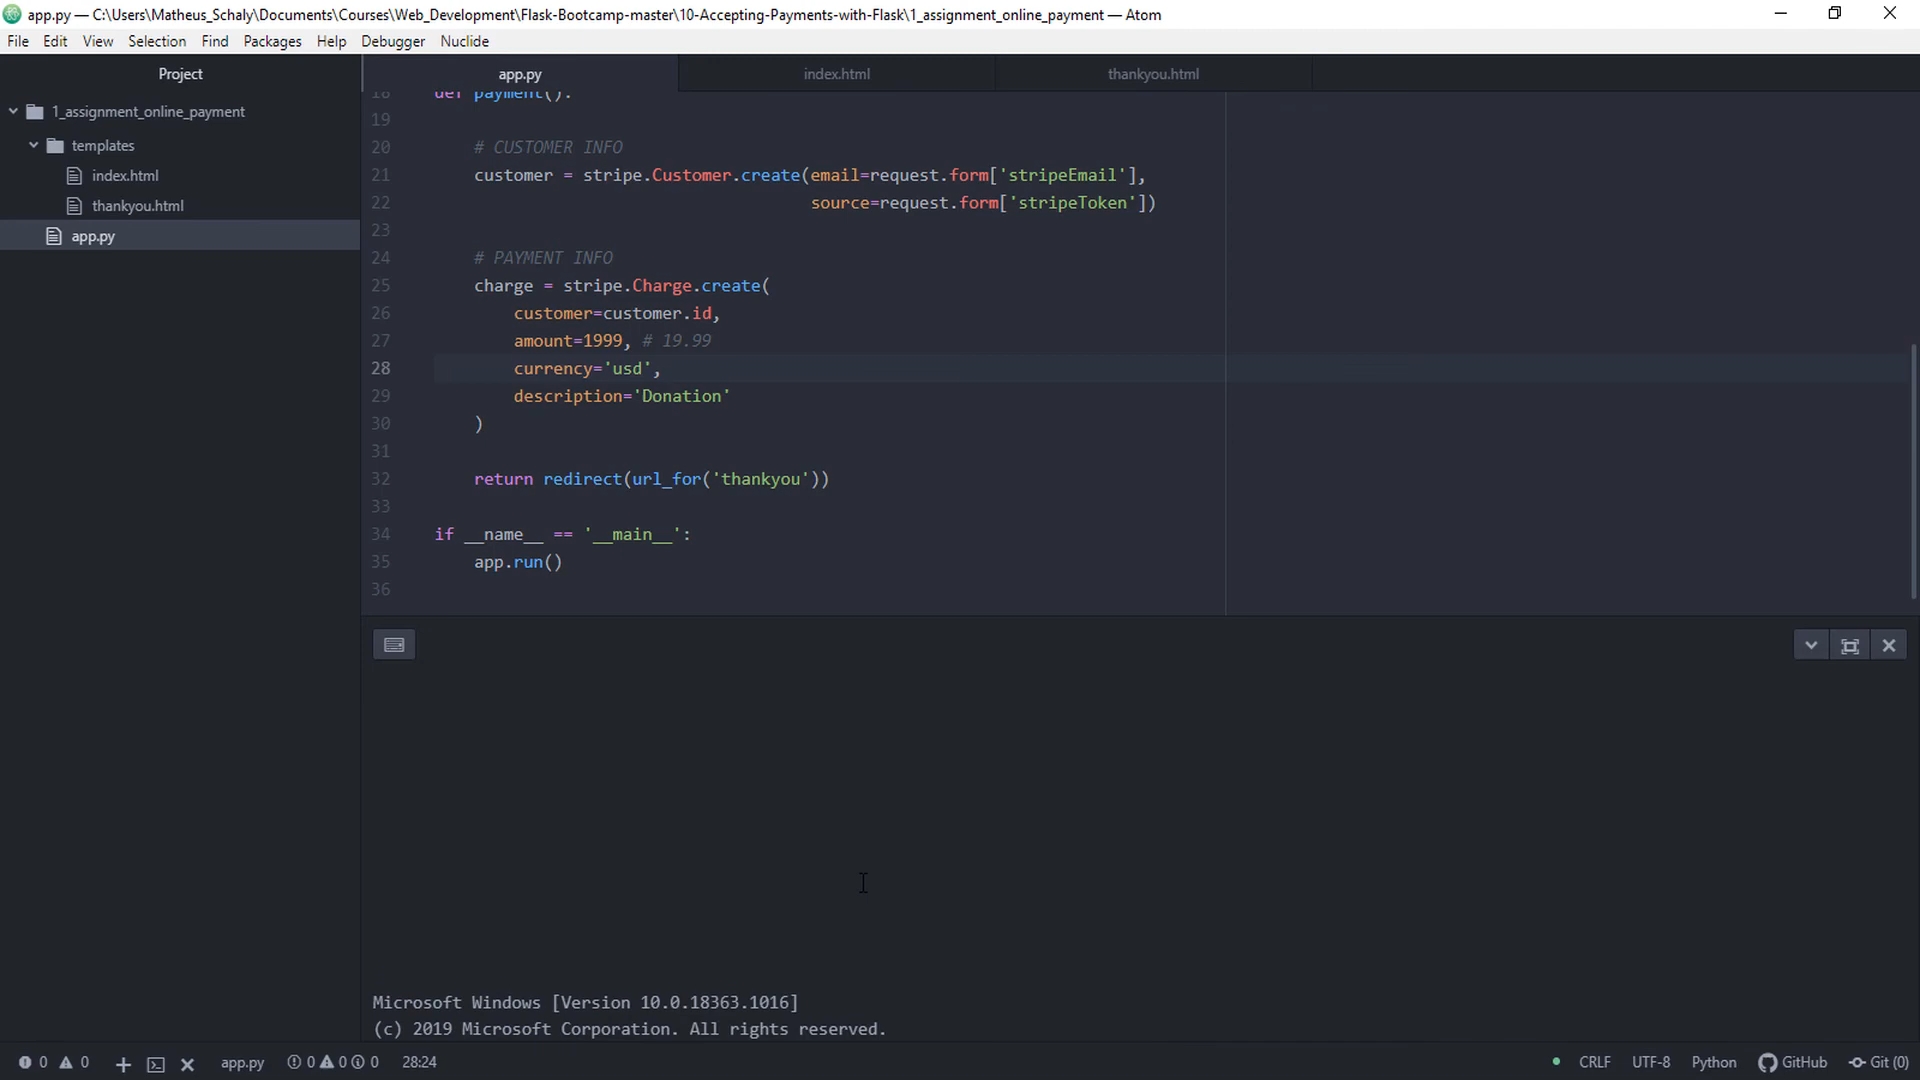 app.py — C:\Users\Matheus_Schaly\Documents\Courses\Web_Development\Flask-Bootcamp-master\10-Accepting-Payments-with-Flask\1_assignment_online_payment — Atom
File Edit View Selection Find Packages Help Debugger Nuclide
Project
1_assignment_online_payment
templates
index.html
thankyou.html
app.py
app.py index.html thankyou.html
18 def payment():
19
20 # CUSTOMER INFO
21 customer = stripe.Customer.create(email=request.form['stripeEmail'],
22 source=request.form['stripeToken'])
23
24 # PAYMENT INFO
25 charge = stripe.Charge.create(
26 customer=customer.id,
27 amount=1999, # 19.99
28 currency='usd',
29 description='Donation'
30 )
31
32 return redirect(url_for('thankyou'))
33
34 if __name__ == '__main__':
35 app.run()
36
Microsoft Windows [Version 10.0.18363.1016]
(c) 2019 Microsoft Corporation. All rights reserved.
0 0 app.py 0 0 0 28:24 CRLF UTF-8 Python GitHub Git (0)